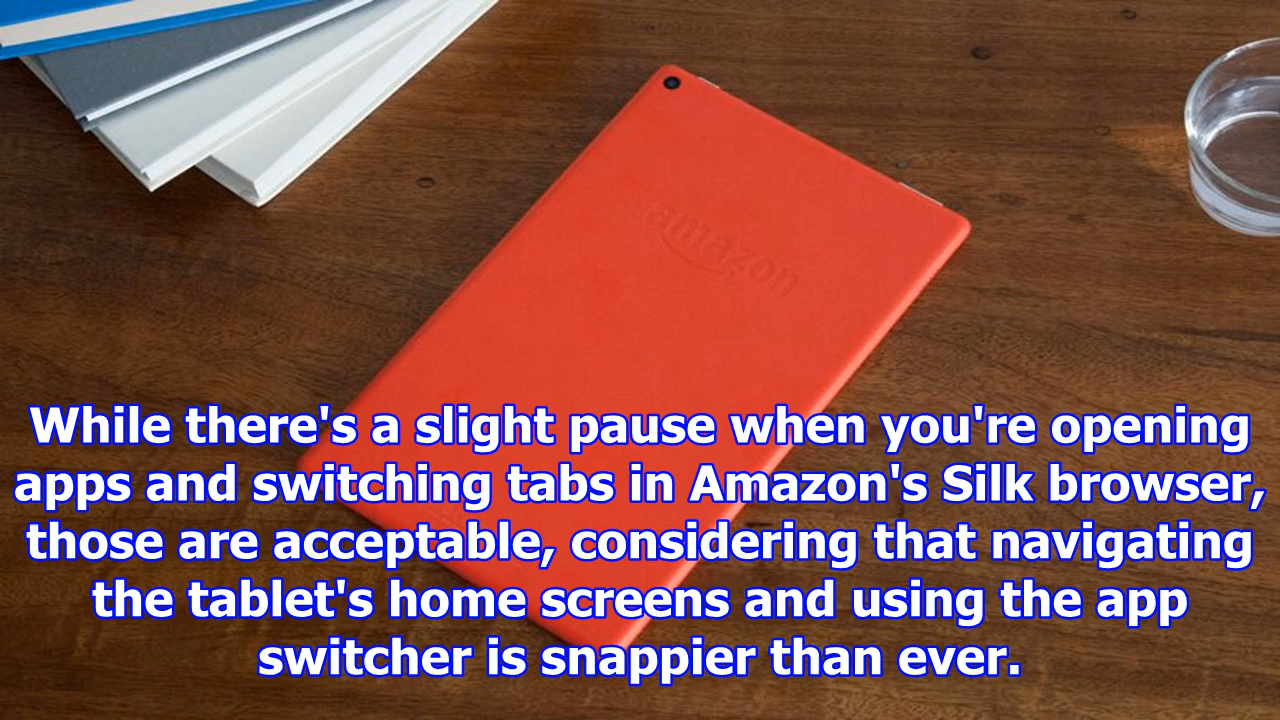 amazon
While there's a slight pause when you're opening
apps and switching tabs in Amazon's Silk browser,
those are acceptable, considering that navigating
the tablet's home screens and using the app
switcher is snappier than ever.